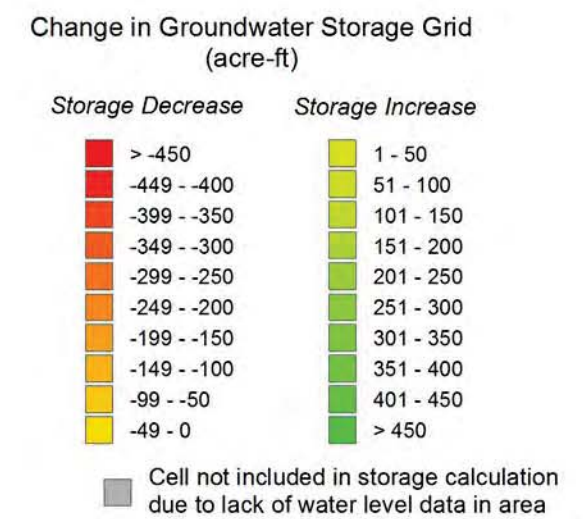 Change in Groundwater Storage Grid
(acre-ft)
Storage Decrease
> -450
-449 - -400
-399 - -350
-349 - -300
-299 - -250
-249 - -200
-199 - -150
-149 - -100
-99 - -50
-49 - 0
Storage Increase
1 - 50
51 - 100
101 - 150
151 - 200
201 - 250
251 - 300
301 - 350
351 - 400
401 - 450
> 450
Cell not included in storage calculation
due to lack of water level data in area